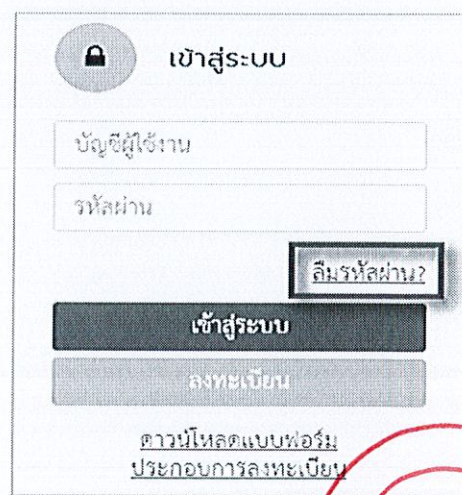 เข้าสู่ระบบ
บัญชีผู้ใช้งาน
รหัสผ่าน
ลืมรหัสผ่าน?
เข้าสู่ระบบ
ลงทะเบียน
ดาวน์โหลดแบบฟอร์ม
ประกอบการลงทะเบียน